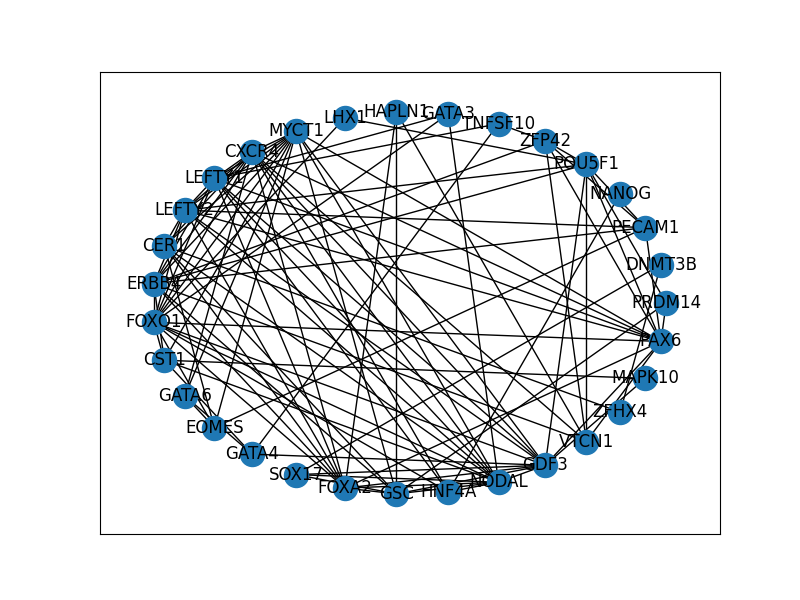 HAPLN1
GATA3
LHX1
TNFSF10
MYCT1
ZFP42
CXCR4
POU5F1
LEFTY1
NANOG
LEFTY2
PECAM1
CER1
DNMT3B
ERBB4
PRDM14
FOXQ1
PAX6
CST1
MAPK10
GATA6
ZFHX4
EOMES
VTCN1
GATA4
GDF3
SOX17
NODAL
FOXA2
HNF4A
GSC